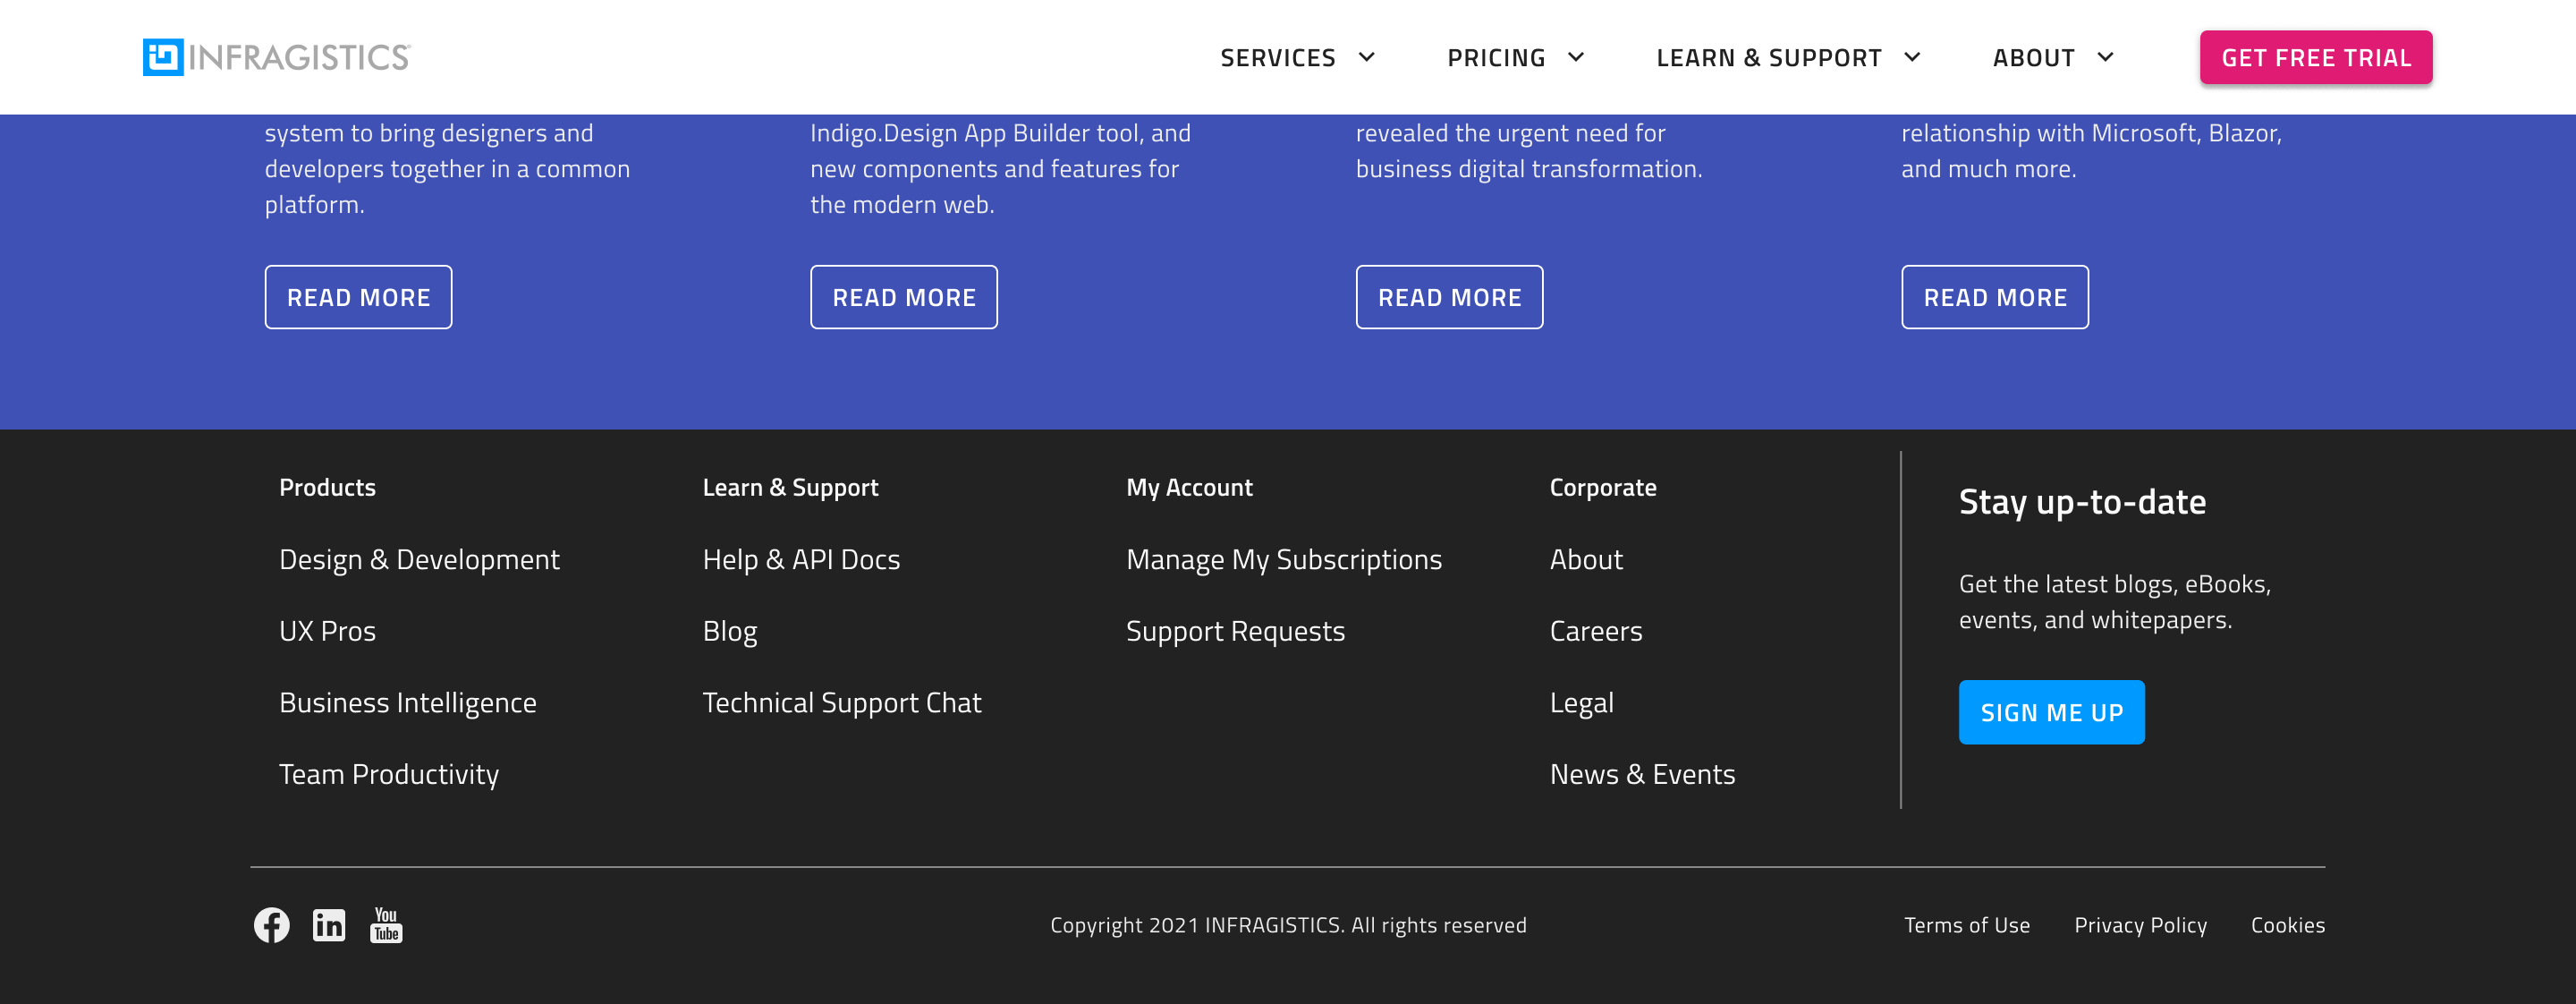 INFRAGISTICS
SERVICES
PRICING
LEARN & SUPPORT
ABOUT
GET FREE TRIAL
system to bring designers and
developers together in a common
platform.
READ MORE
Indigo.Design App Builder tool, and
new components and features for
the modern web.
READ MORE
revealed the urgent need for
business digital transformation.
READ MORE
relationship with Microsoft, Blazor,
and much more.
READ MORE
Products
Design & Development
UX Pros
Business Intelligence
Team Productivity
Learn & Support
Help & API Docs
Blog
Technical Support Chat
My Account
Manage My Subscriptions
Support Requests
Corporate
About
Careers
Legal
News & Events
Stay up-to-date
Get the latest blogs, eBooks,
events, and whitepapers.
SIGN ME UP
in
You
Tube
Copyright 2021 INFRAGISTICS. All rights reserved
Terms of Use
Privacy Policy
Cookies